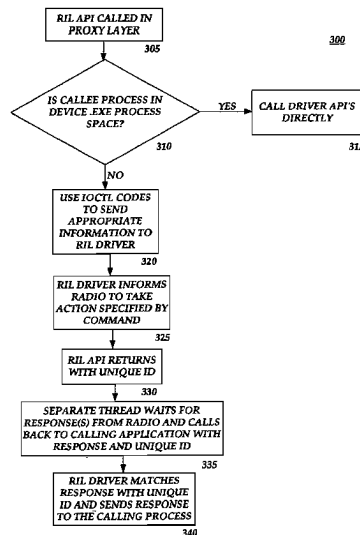 RIL API CALLED IN
PROXY LAYER
305
300
IS CALLEE PROCESS IN
DEVICE .EXE PROCESS
SPACE?
310
YES
CALL DRIVER API'S
DIRECTLY
NO
USE IOCTL CODES
TO SEND
APPROPRIATE
INFORMATION TO
RIL DRIVER
320
RIL DRIVER INFORMS
RADIO TO TAKE
ACTION SPECIFIED BY
COMMAND
325
RIL API RETURNS
WITH UNIQUE ID
330
SEPARATE THREAD WAITS FOR
RESPONSE(S) FROM RADIO AND CALLS
BACK TO CALLING APPLICATION WITH
RESPONSE AND UNIQUE ID
335
RIL DRIVER MATCHES
RESPONSE WITH UNIQUE
ID AND SENDS RESPONSE
TO THE CALLING PROCESS
340